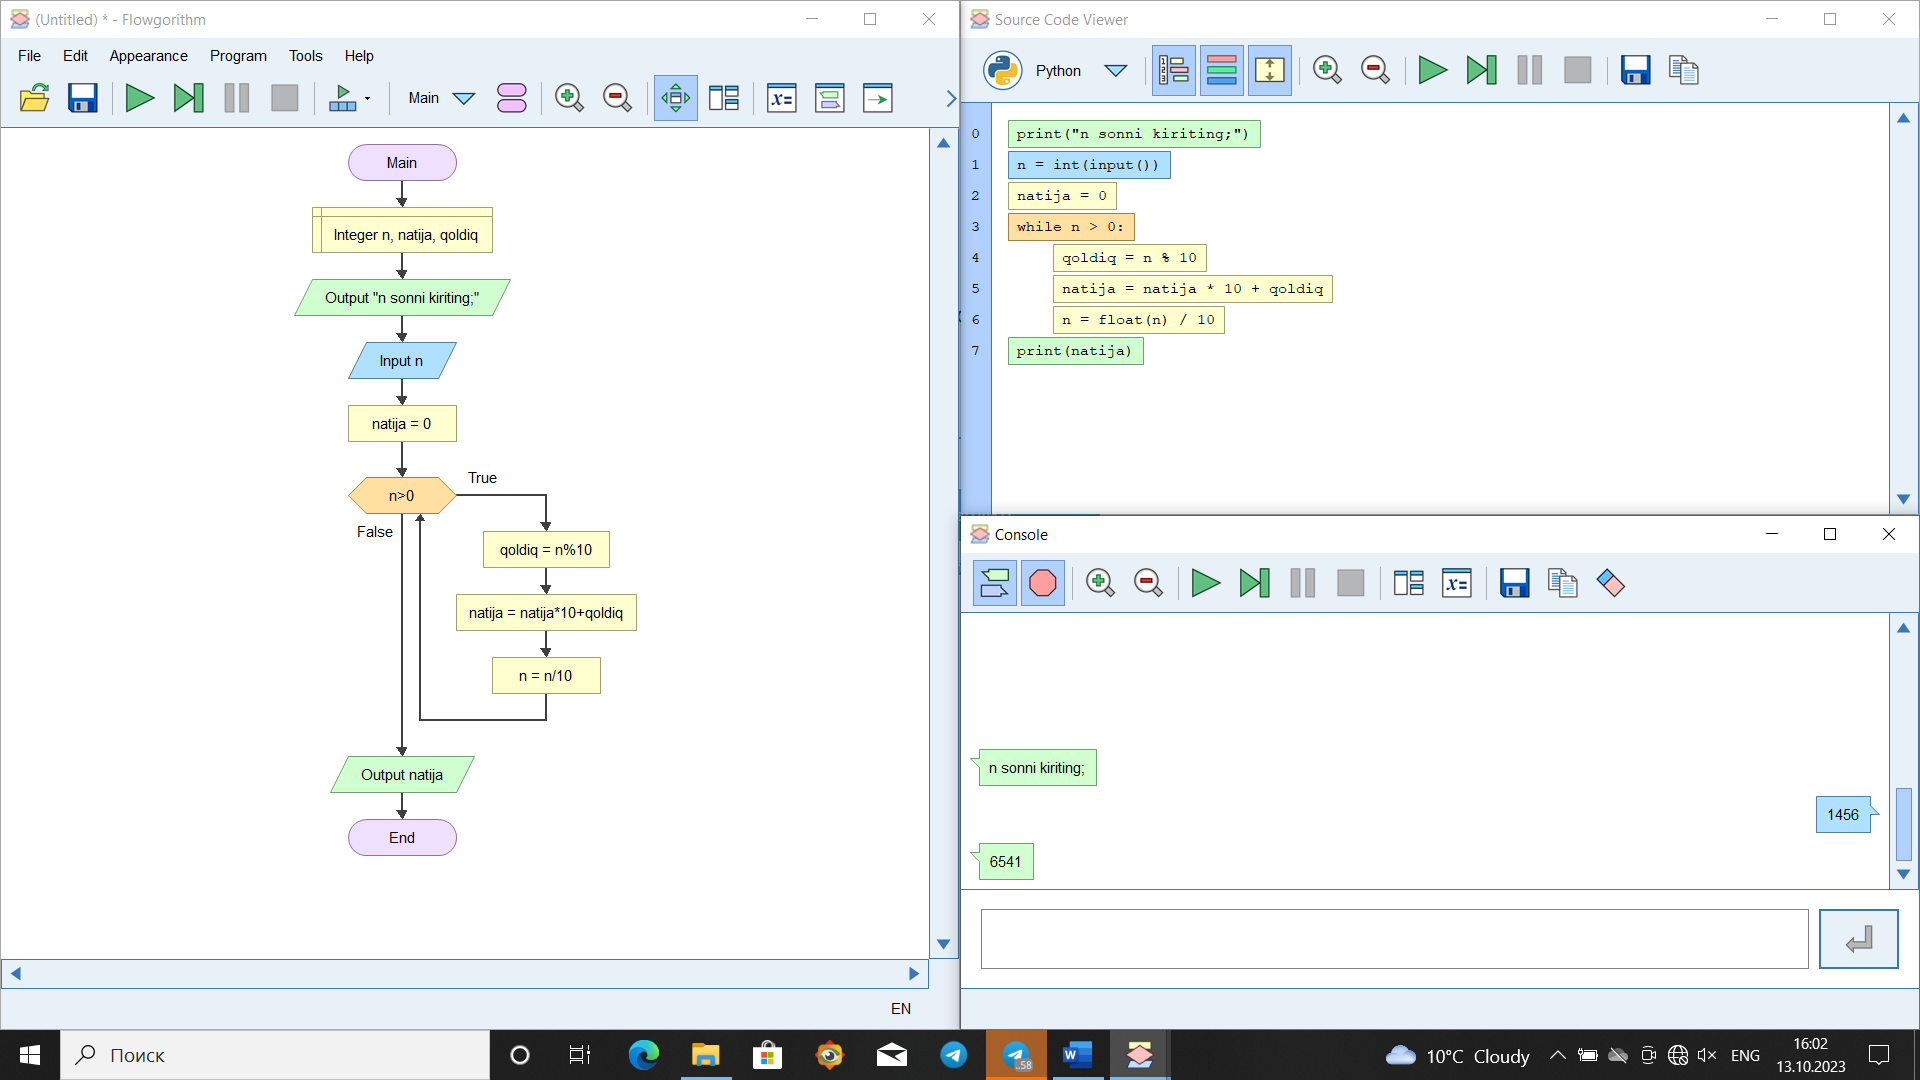 (Untitled) * - Flowgorithm
File Edit Appearance Program Tools Help
Main
Main
Integer n, natija, qoldiq
Output "n sonni kiriting;"
Input n
natija = 0
n>0
True
False
qoldiq = n%10
natija = natija*10+qoldiq
n = n/10
Output natija
End
EN
Source Code Viewer
Python
0 print("n sonni kiriting;")
1 n = int(input())
2 natija = 0
3 while n > 0:
4 qoldiq = n % 10
5 natija = natija * 10 + qoldiq
6 n = float(n) / 10
7 print(natija)
Console
n sonni kiriting;
1456
6541
Поиск
58
10°C Cloudy
ENG
16:02
13.10.2023